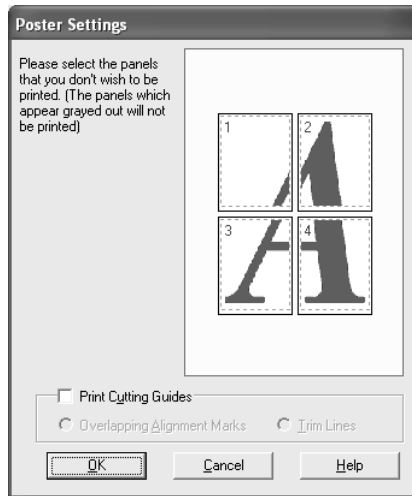 Poster Settings
Please select the panels
that you don't wish to be
printed. (The panels which
appear grayed out will not
be printed)
1 2
3 4
Print Cutting Guides
Overlapping Alignment Marks Trim Lines
OK Cancel Help